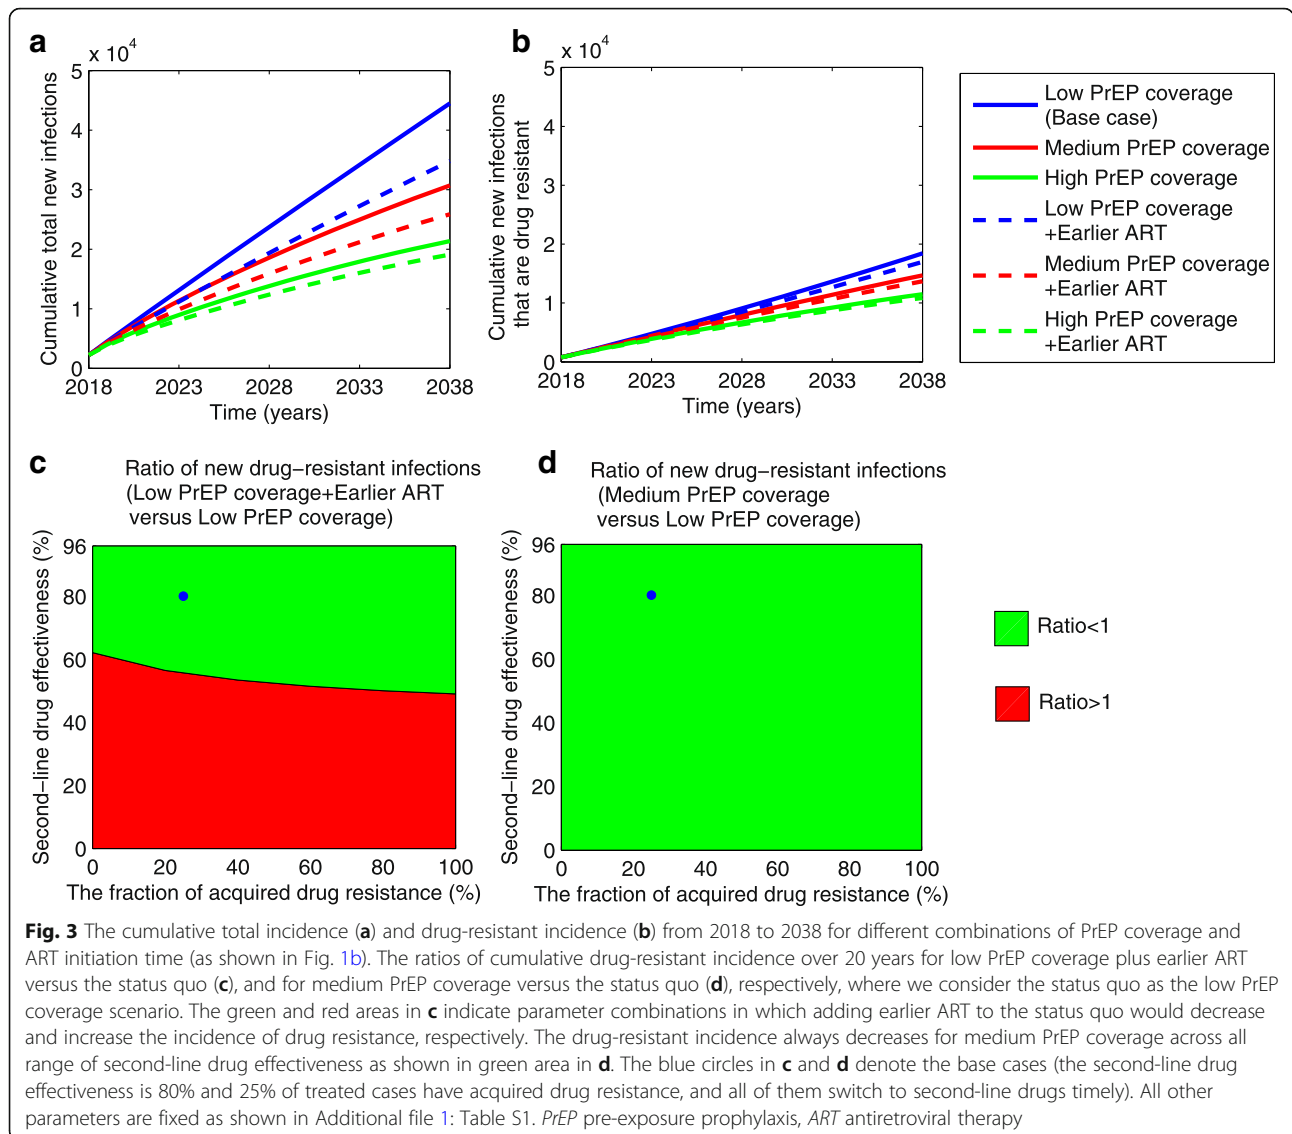 a
x 10^4
5
4
3
2
1
0
2018 2023 2028 2033 2038
Time (years)
Cumulative total new infections
b
x 10^4
5
4
3
2
1
0
2018 2023 2028 2033 2038
Time (years)
Cumulative new infections
that are drug resistant
Low PrEP coverage
(Base case)
Medium PrEP coverage
High PrEP coverage
Low PrEP coverage
+Earlier ART
Medium PrEP coverage
+Earlier ART
High PrEP coverage
+Earlier ART
c
Ratio of new drug−resistant infections
(Low PrEP coverage+Earlier ART
versus Low PrEP coverage)
Second−line drug effectiveness (%)
96
80
60
40
20
0
0 20 40 60 80 100
The fraction of acquired drug resistance (%)
d
Ratio of new drug−resistant infections
(Medium PrEP coverage
versus Low PrEP coverage)
Second−line drug effectiveness (%)
96
80
60
40
20
0
0 20 40 60 80 100
The fraction of acquired drug resistance (%)
Ratio<1
Ratio>1
Fig. 3 The cumulative total incidence (a) and drug-resistant incidence (b) from 2018 to 2038 for different combinations of PrEP coverage and
ART initiation time (as shown in Fig. 1b). The ratios of cumulative drug-resistant incidence over 20 years for low PrEP coverage plus earlier ART
versus the status quo (c), and for medium PrEP coverage versus the status quo (d), respectively, where we consider the status quo as the low PrEP
coverage scenario. The green and red areas in c indicate parameter combinations in which adding earlier ART to the status quo would decrease
and increase the incidence of drug resistance, respectively. The drug-resistant incidence always decreases for medium PrEP coverage across all
range of second-line drug effectiveness as shown in green area in d. The blue circles in c and d denote the base cases (the second-line drug
effectiveness is 80% and 25% of treated cases have acquired drug resistance, and all of them switch to second-line drugs timely). All other
parameters are fixed as shown in Additional file 1: Table S1. PrEP pre-exposure prophylaxis, ART antiretroviral therapy